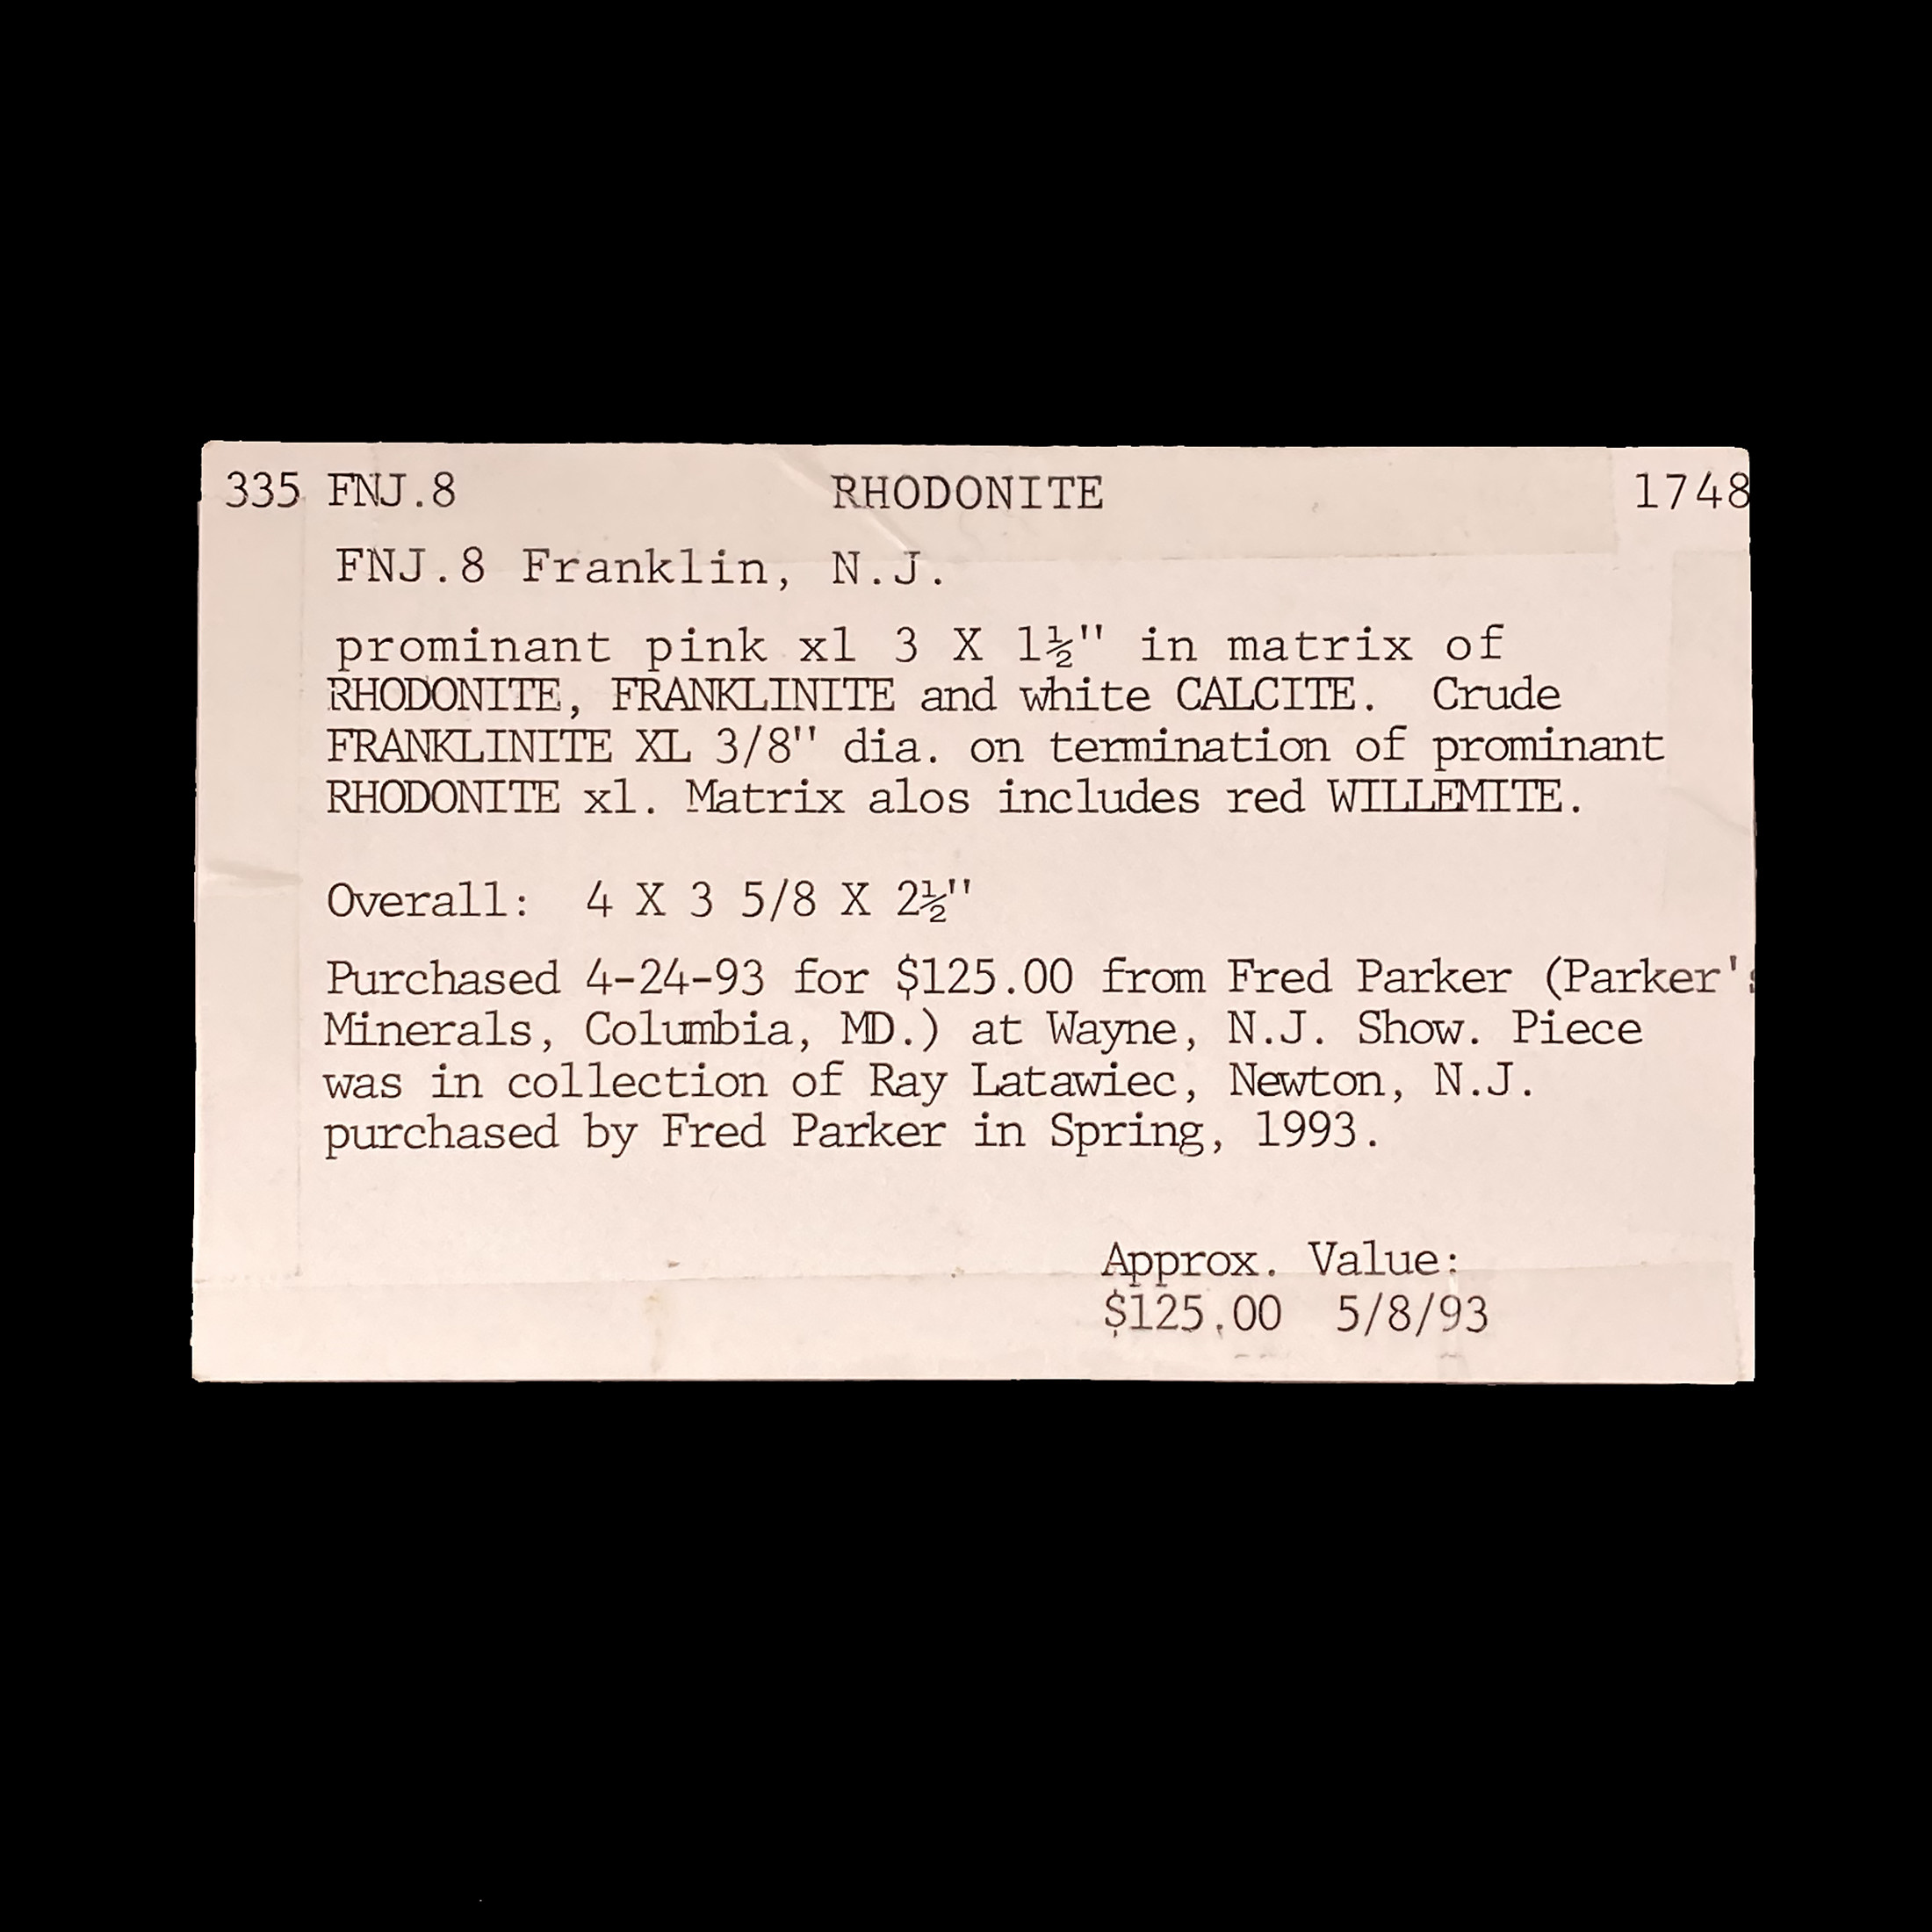 335 FNJ.8 RHODONITE 1748
FNJ.8 Franklin, N.J.
prominant pink xl 3 X 1½" in matrix of
RHODONITE, FRANKLINITE and white CALCITE. Crude
FRANKLINITE XL 3/8" dia. on termination of prominant
RHODONITE xl. Matrix alos includes red WILLEMITE.
Overall: 4 X 3 5/8 X 2½"
Purchased 4-24-93 for $125.00 from Fred Parker (Parker's
Minerals, Columbia, MD.) at Wayne, N.J. Show. Piece
was in collection of Ray Latawiec, Newton, N.J.
purchased by Fred Parker in Spring, 1993.
Approx. Value:
$125.00 5/8/93